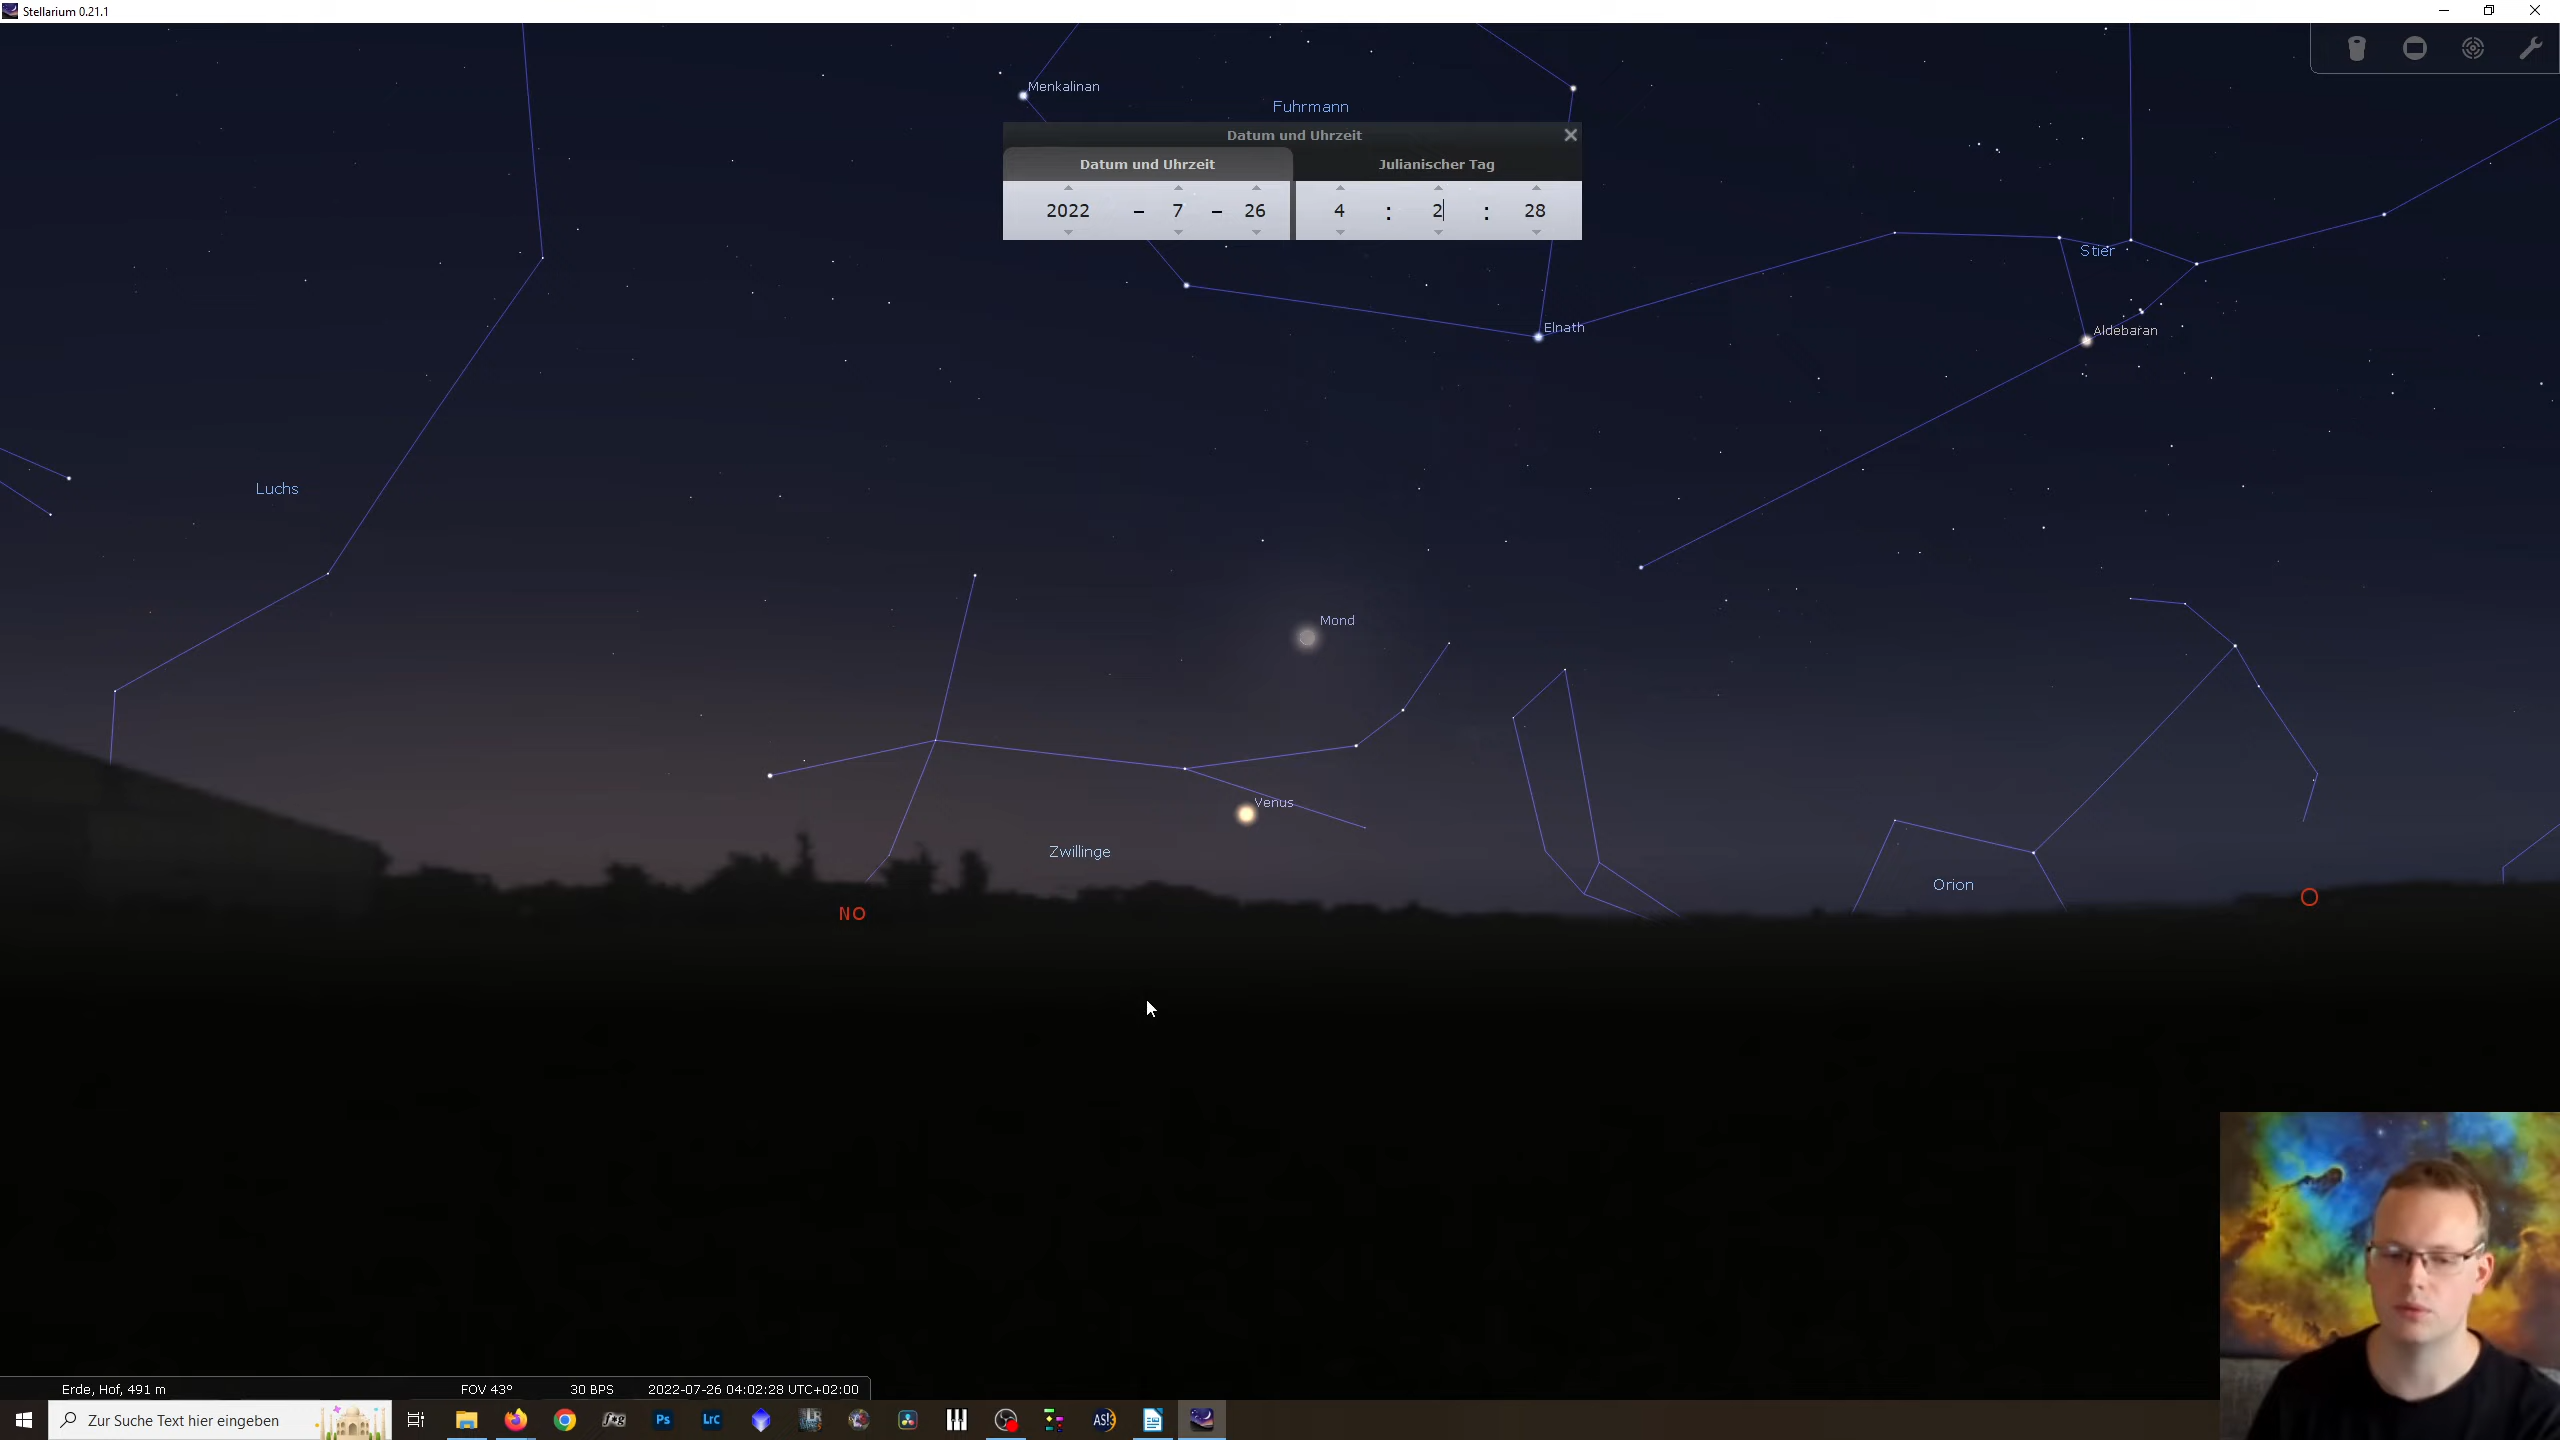 Stellarium 0.21.1
Menkalinan
Fuhrmann
Datum und Uhrzeit
Datum und Uhrzeit
Julianischer Tag
2022 – 7 – 26 4 : 2 : 28
Stier
Elnath
Aldebaran
Luchs
Mond
Venus
Zwillinge
Orion
NO
O
Erde, Hof, 491 m FOV 43° 30 BPS 2022-07-26 04:02:28 UTC+02:00
Zur Suche Text hier eingeben
Ps
Lrc
AS!